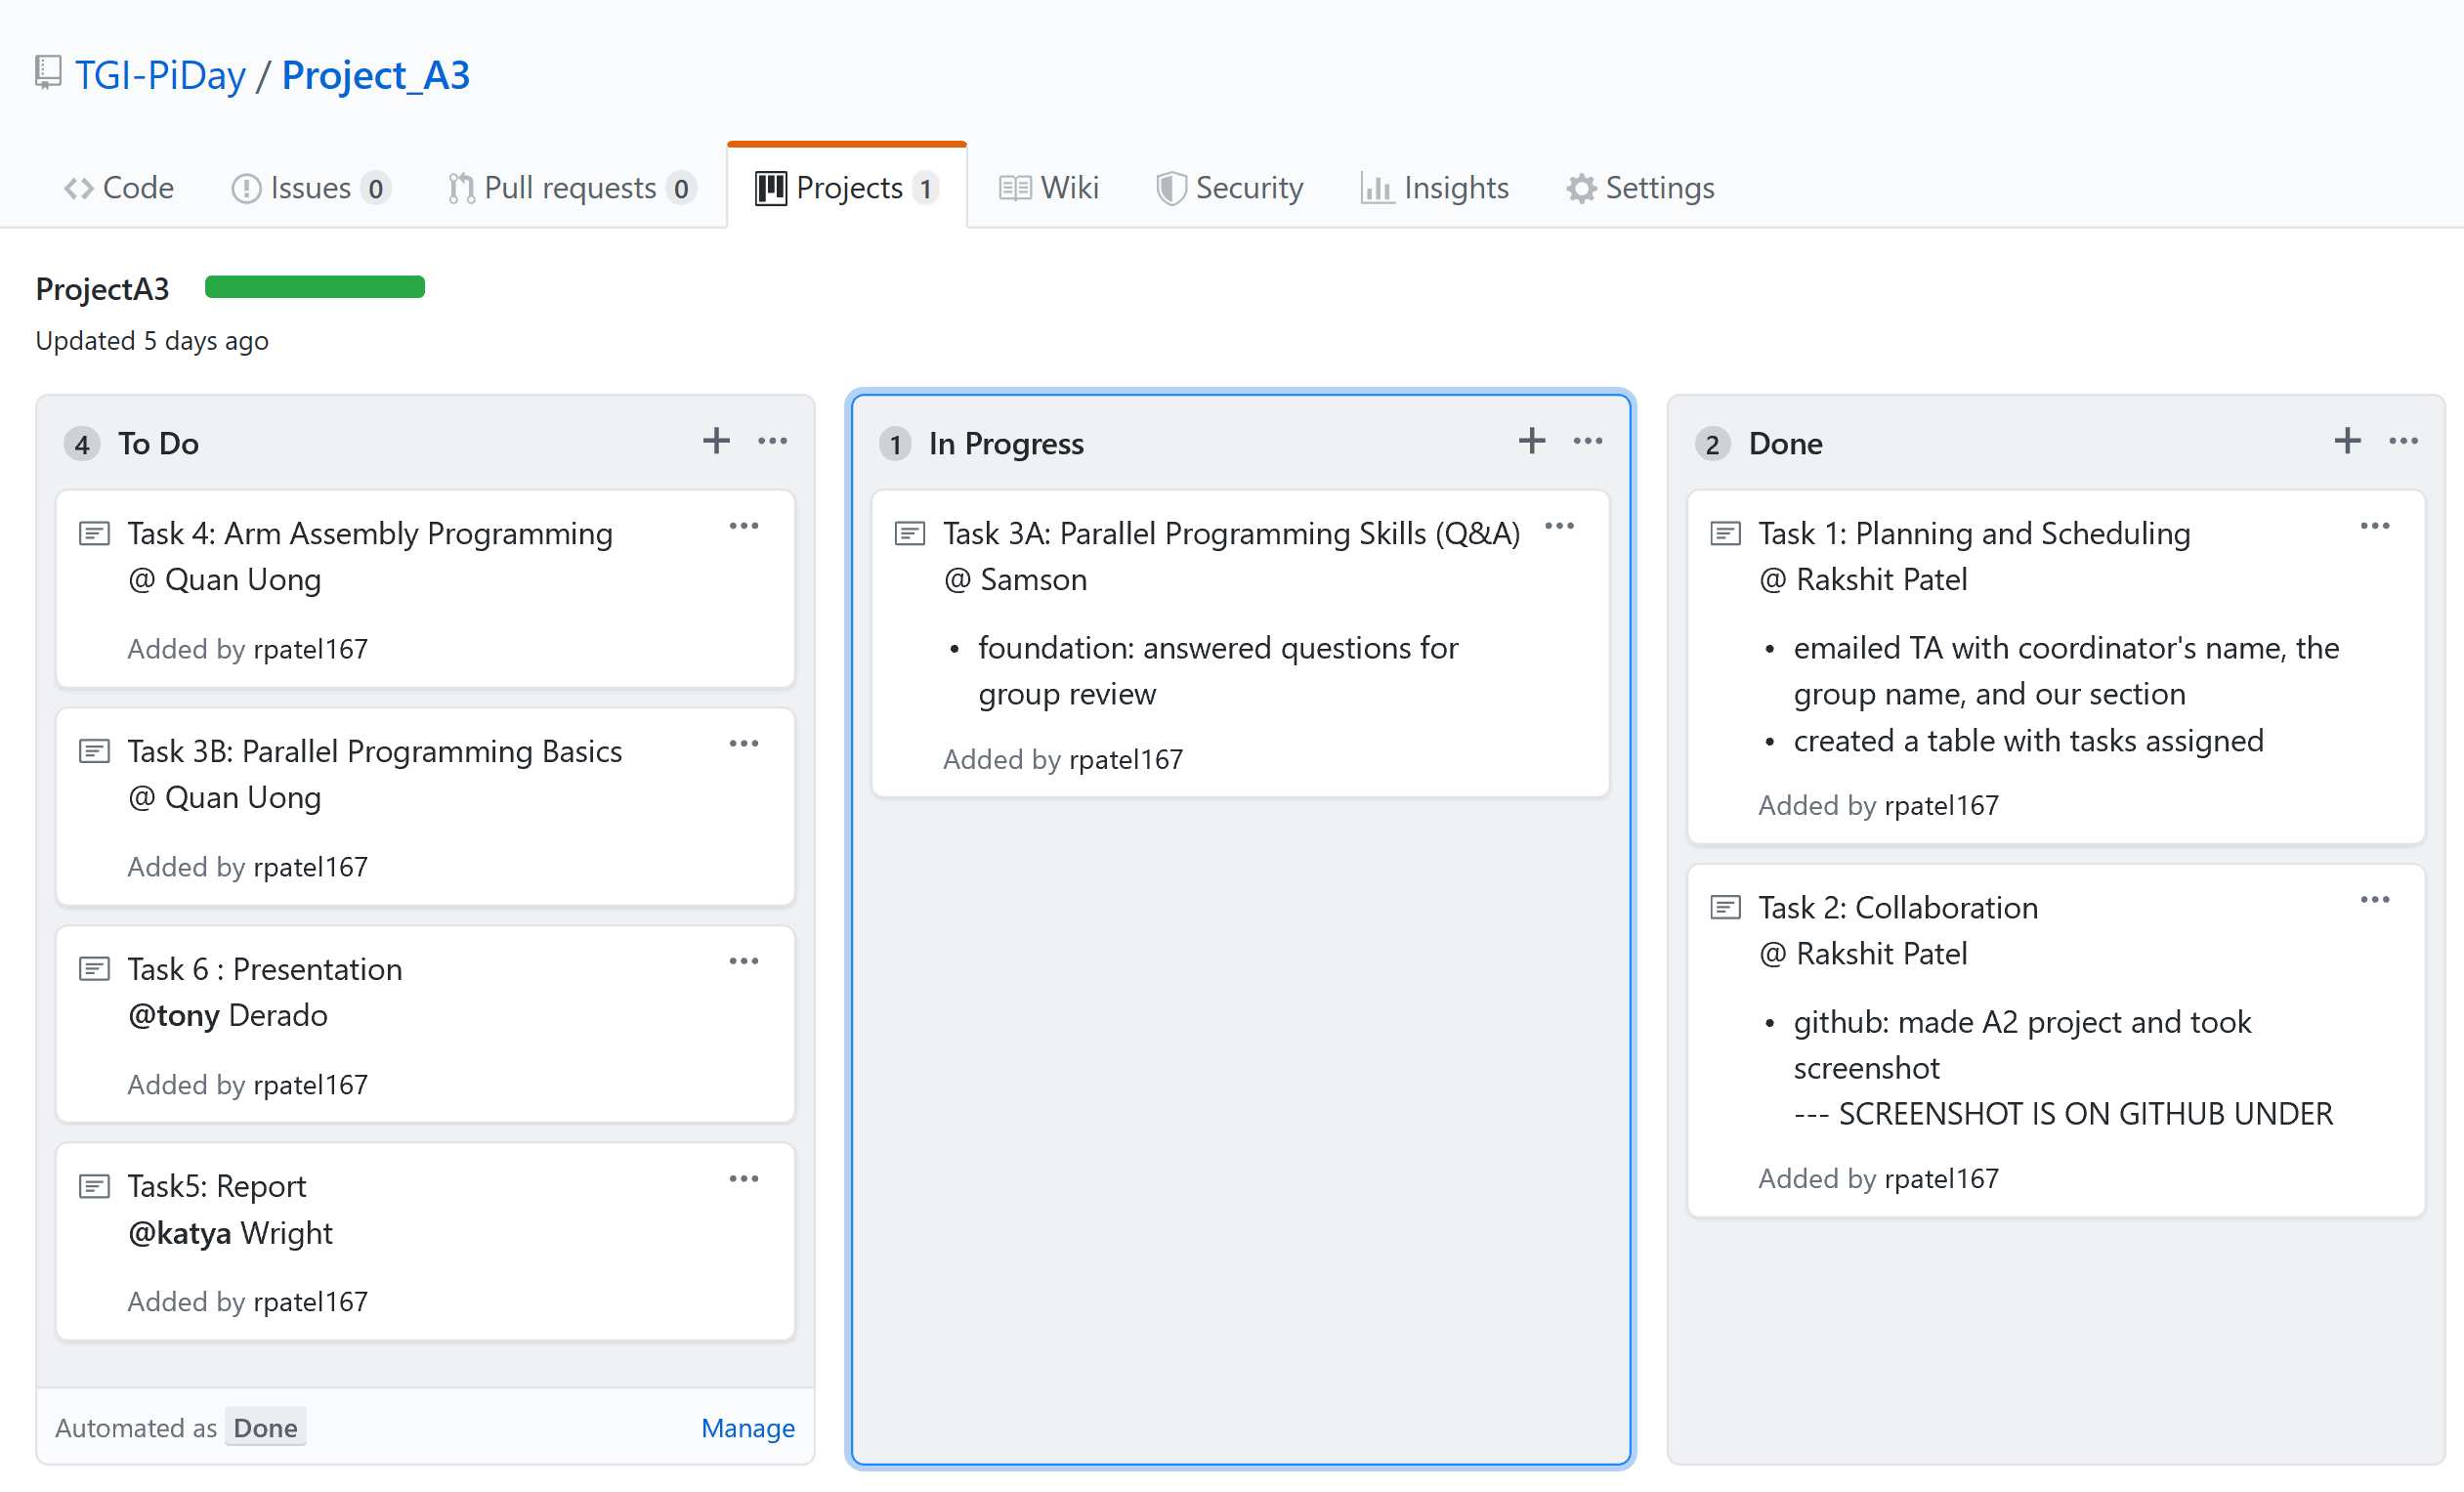 TGI-PiDay / Project_A3
Code Issues 0 Pull requests 0 Projects 1 Wiki Security Insights Settings
ProjectA3
Updated 5 days ago
4 To Do
Task 4: Arm Assembly Programming
@ Quan Uong
Added by rpatel167
Task 3B: Parallel Programming Basics
@ Quan Uong
Added by rpatel167
Task 6 : Presentation
@tony Derado
Added by rpatel167
Task5: Report
@katya Wright
Added by rpatel167
Automated as Done Manage
1 In Progress
Task 3A: Parallel Programming Skills (Q&A)
@ Samson
• foundation: answered questions for
group review
Added by rpatel167
2 Done
Task 1: Planning and Scheduling
@ Rakshit Patel
• emailed TA with coordinator's name, the
group name, and our section
• created a table with tasks assigned
Added by rpatel167
Task 2: Collaboration
@ Rakshit Patel
• github: made A2 project and took
screenshot
--- SCREENSHOT IS ON GITHUB UNDER
Added by rpatel167